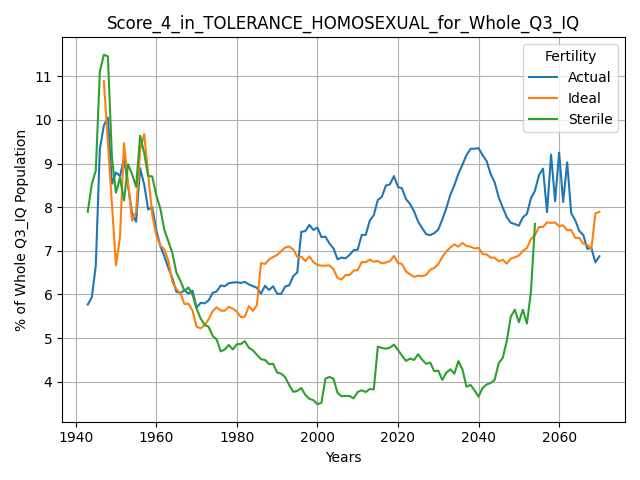 Score_4_in_TOLERANCE_HOMOSEXUAL_for_Whole_Q3_IQ
Fertility
Actual
Ideal
Sterile
% of Whole Q3_IQ Population
11
10
9
8
7
6
5
4
1940
1960
1980
2000
2020
2040
2060
Years